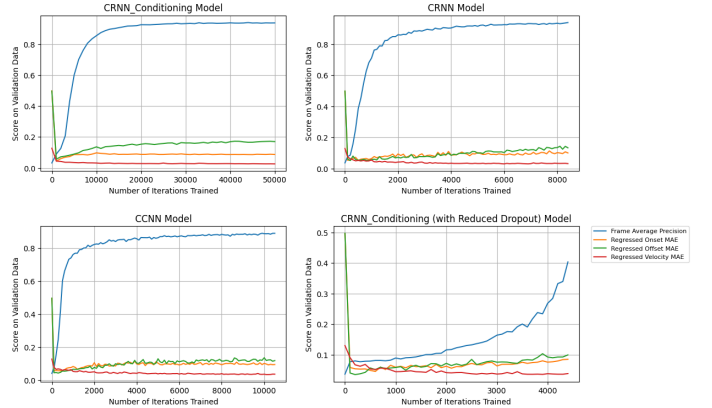 CRNN_Conditioning Model
Score on Validation Data
0.8
0.6
0.4
0.2
0.0
0 10000 20000 30000 40000 50000
Number of Iterations Trained
CRNN Model
Score on Validation Data
0.8
0.6
0.4
0.2
0.0
0 2000 4000 6000 8000
Number of Iterations Trained
CCNN Model
Score on Validation Data
0.8
0.6
0.4
0.2
0.0
0 2000 4000 6000 8000 10000
Number of Iterations Trained
CRNN_Conditioning (with Reduced Dropout) Model
Score on Validation Data
0.5
0.4
0.3
0.2
0.1
0 1000 2000 3000 4000
Number of Iterations Trained
Frame Average Precision
Regressed Onset MAE
Regressed Offset MAE
Regressed Velocity MAE